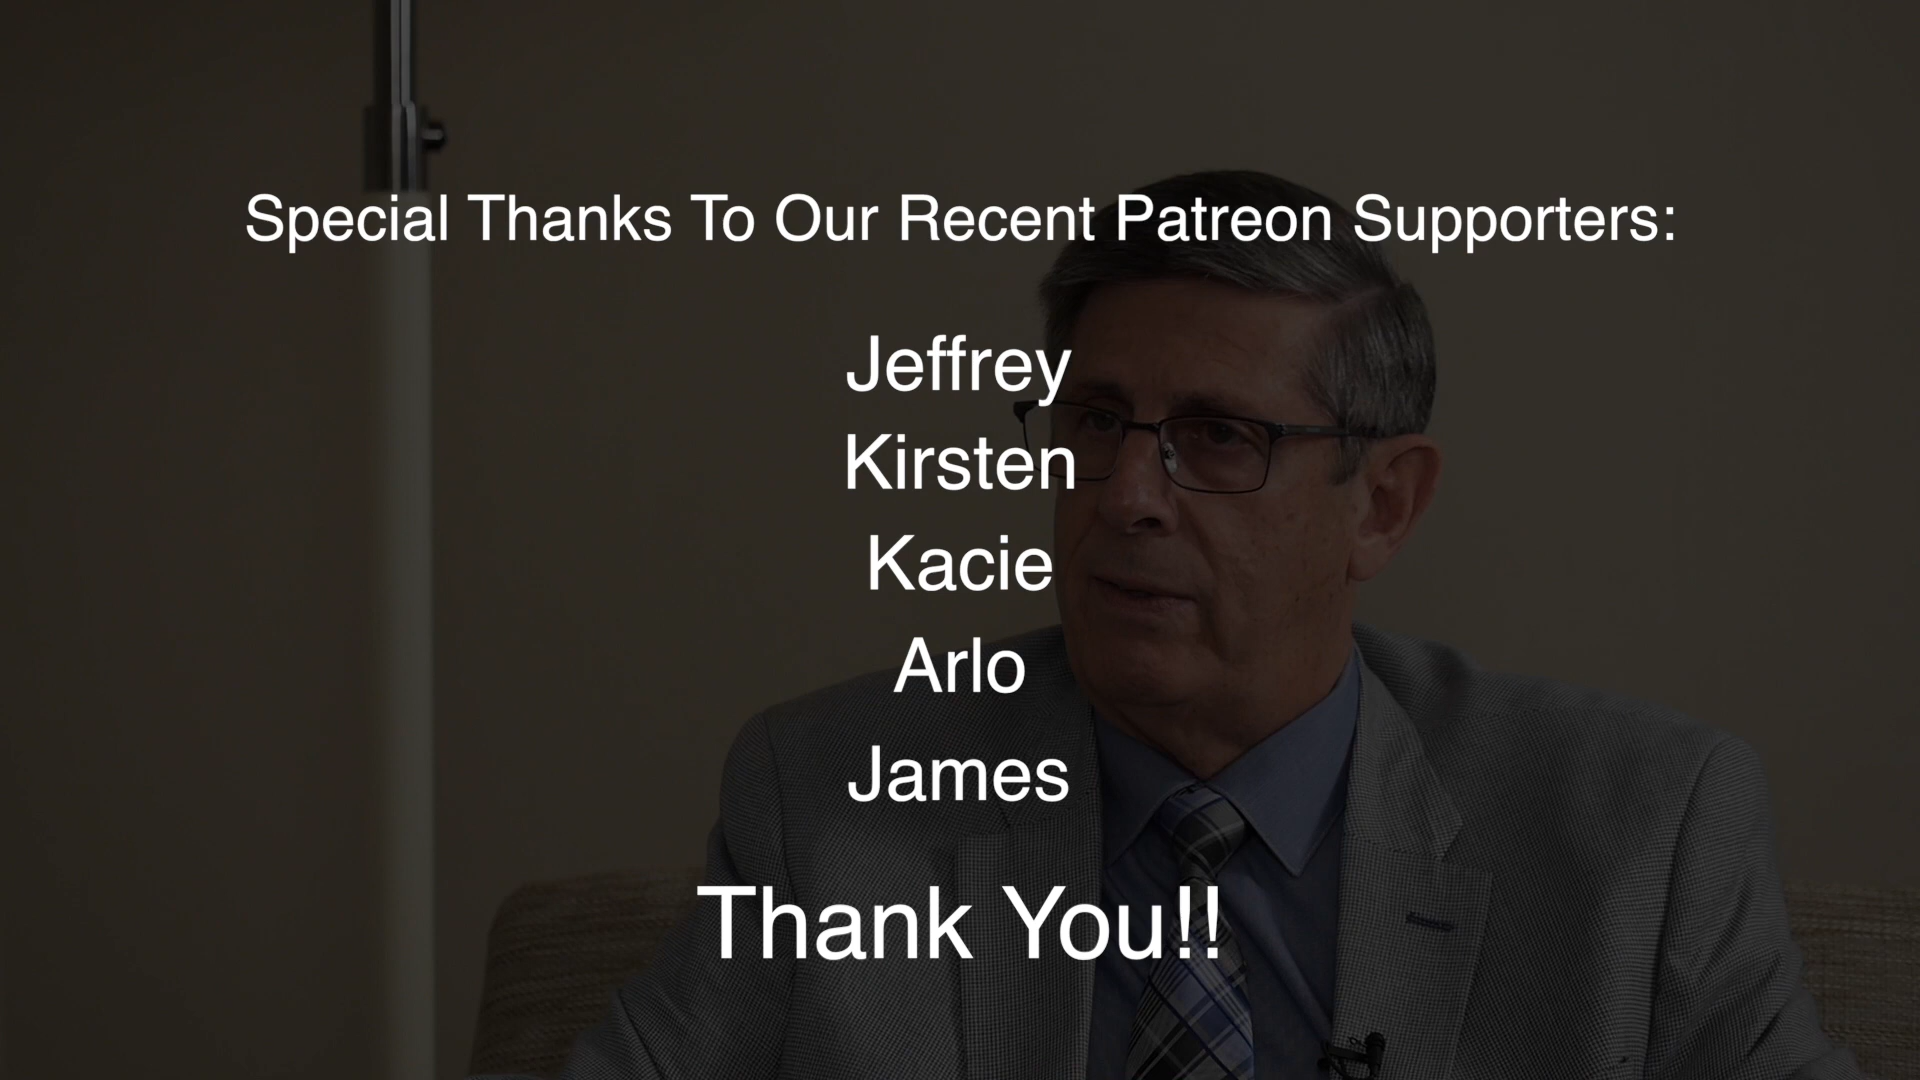 Special Thanks To Our Recent Patreon Supporters:
Jeffrey
Kirsten
Kacie
Arlo
James
Thank You!!